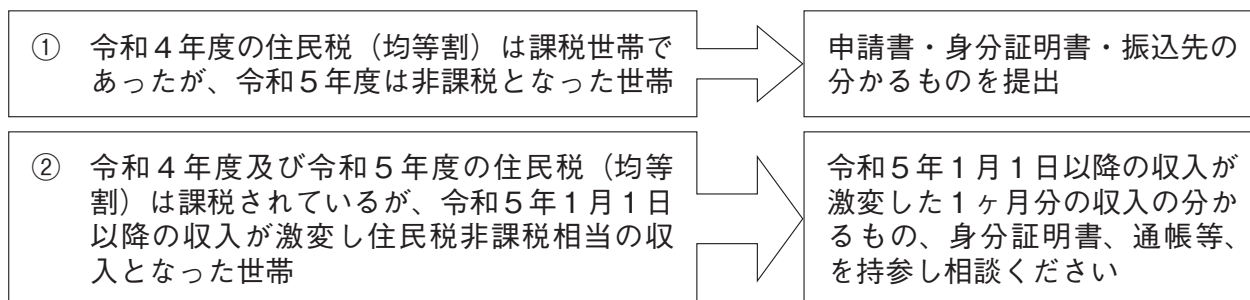 ① 令和４年度の住民税（均等割）は課税世帯で
あったが、令和５年度は非課税となった世帯
申請書・身分証明書・振込先の
分かるものを提出
② 令和４年度及び令和５年度の住民税（均等
割）は課税されているが、令和５年１月１日
以降の収入が激変し住民税非課税相当の収
入となった世帯
令和５年１月１日以降の収入が
激変した１ヶ月分の収入の分か
るもの、身分証明書、通帳等、
を持参し相談ください